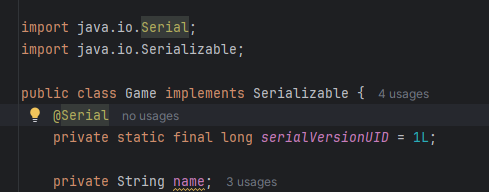 import java.io.Serial;
import java.io.Serializable;
public class Game implements Serializable { 4 usages
@Serial no usages
private static final long serialVersionUID = 1L;
private String name; 3 usages